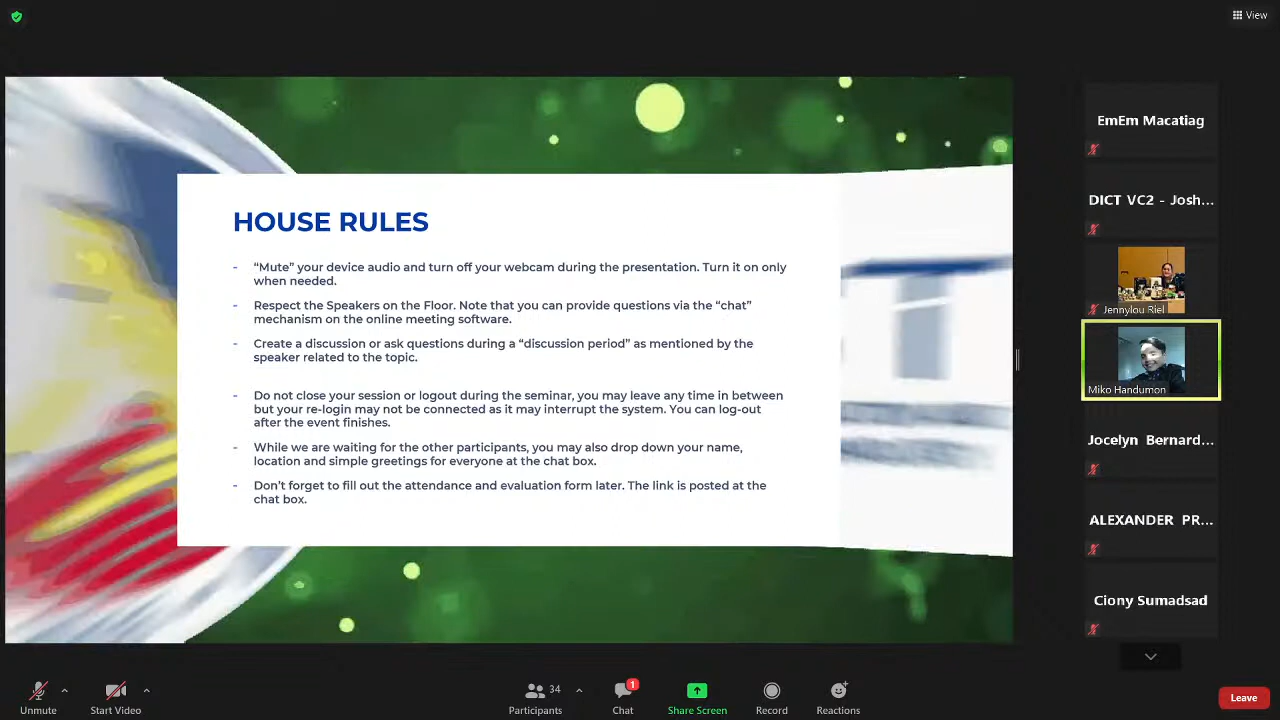 View
HOUSE RULES
- “Mute” your device audio and turn off your webcam during the presentation. Turn it on only
when needed.
- Respect the Speakers on the Floor. Note that you can provide questions via the “chat”
mechanism on the online meeting software.
- Create a discussion or ask questions during a “discussion period” as mentioned by the
speaker related to the topic.
- Do not close your session or logout during the seminar, you may leave any time in between
but your re-login may not be connected as it may interrupt the system. You can log-out
after the event finishes.
- While we are waiting for the other participants, you may also drop down your name,
location and simple greetings for everyone at the chat box.
- Don’t forget to fill out the attendance and evaluation form later. The link is posted at the
chat box.
EmEm Macatiag
DICT VC2 - Josh...
Jennylou Riel
Miko Handumon
Jocelyn Bernard...
ALEXANDER PR...
Ciony Sumadsad
Unmute
Start Video
34
Participants
1
Chat
Share Screen
Record
Reactions
Leave